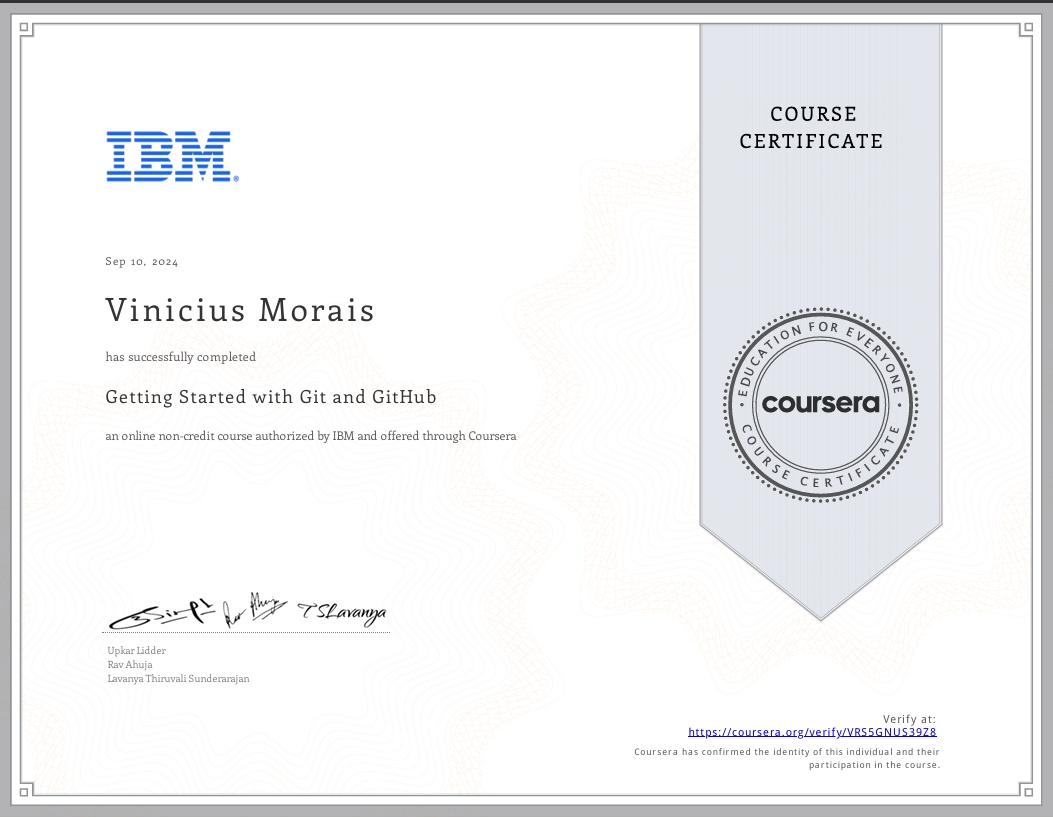 IBM®
COURSE
CERTIFICATE
Sep 10, 2024
Vinicius Morais
has successfully completed
Getting Started with Git and GitHub
an online non-credit course authorized by IBM and offered through Coursera
EDUCATION FOR EVERYONE
coursera
COURSE CERTIFICATE
TSLavanya
Upkar Lidder
Rav Ahuja
Lavanya Thiruvali Sunderarajan
Verify at:
https://coursera.org/verify/VRS5GNUS39Z8
Coursera has confirmed the identity of this individual and their
participation in the course.